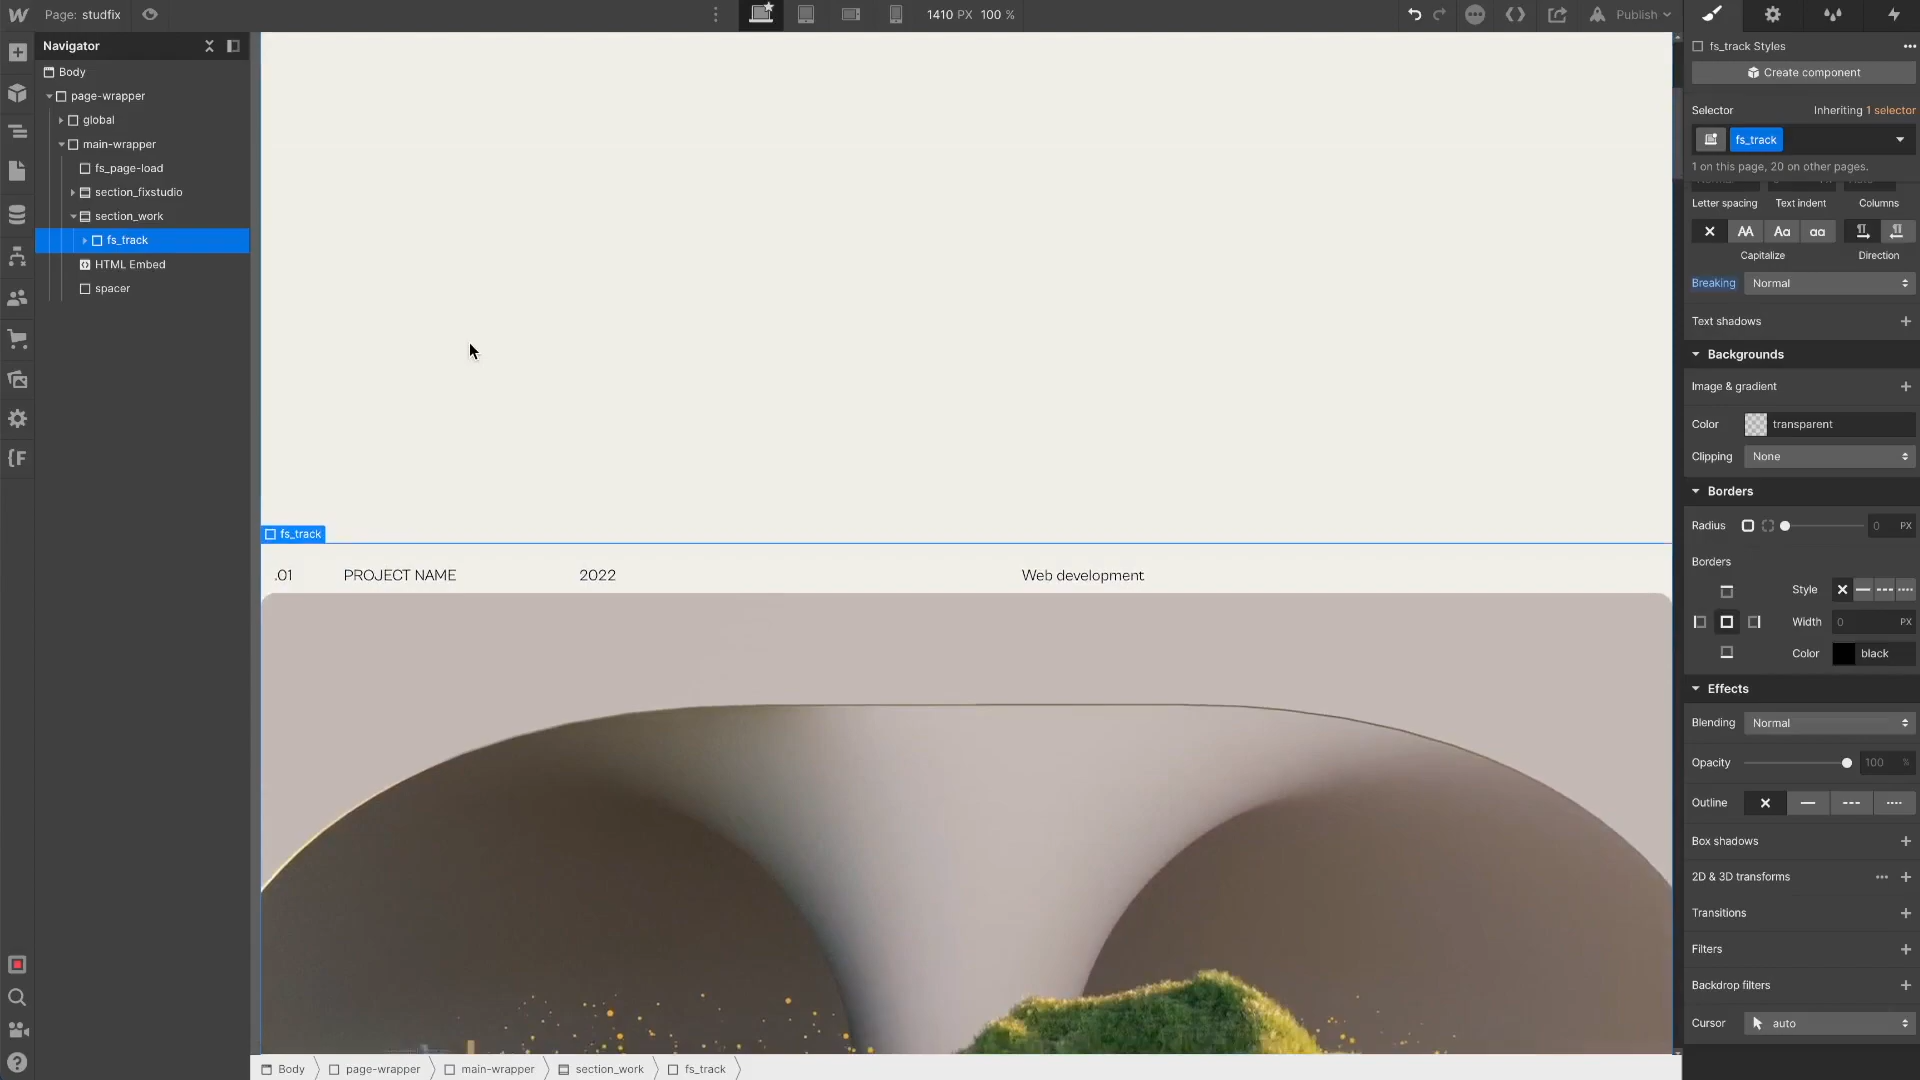 Page: studfix
1410 PX 100 %
Publish
Navigator
Body
page-wrapper
global
main-wrapper
fs_page-load
section_fixstudio
section_work
fs_track
HTML Embed
spacer
fs_track
.01 PROJECT NAME 2022 Web development
Body page-wrapper main-wrapper section_work fs_track
fs_track Styles
Create component
Selector Inheriting 1 selector
fs_track
1 on this page, 20 on other pages.
Letter spacing Text indent Columns
AA Aa aa
Capitalize Direction
Breaking Normal
Text shadows
Backgrounds
Image & gradient
Color transparent
Clipping None
Borders
Radius 0 PX
Borders
Style
Width 0 PX
Color black
Effects
Blending Normal
Opacity 100 %
Outline
Box shadows
2D & 3D transforms
Transitions
Filters
Backdrop filters
Cursor auto